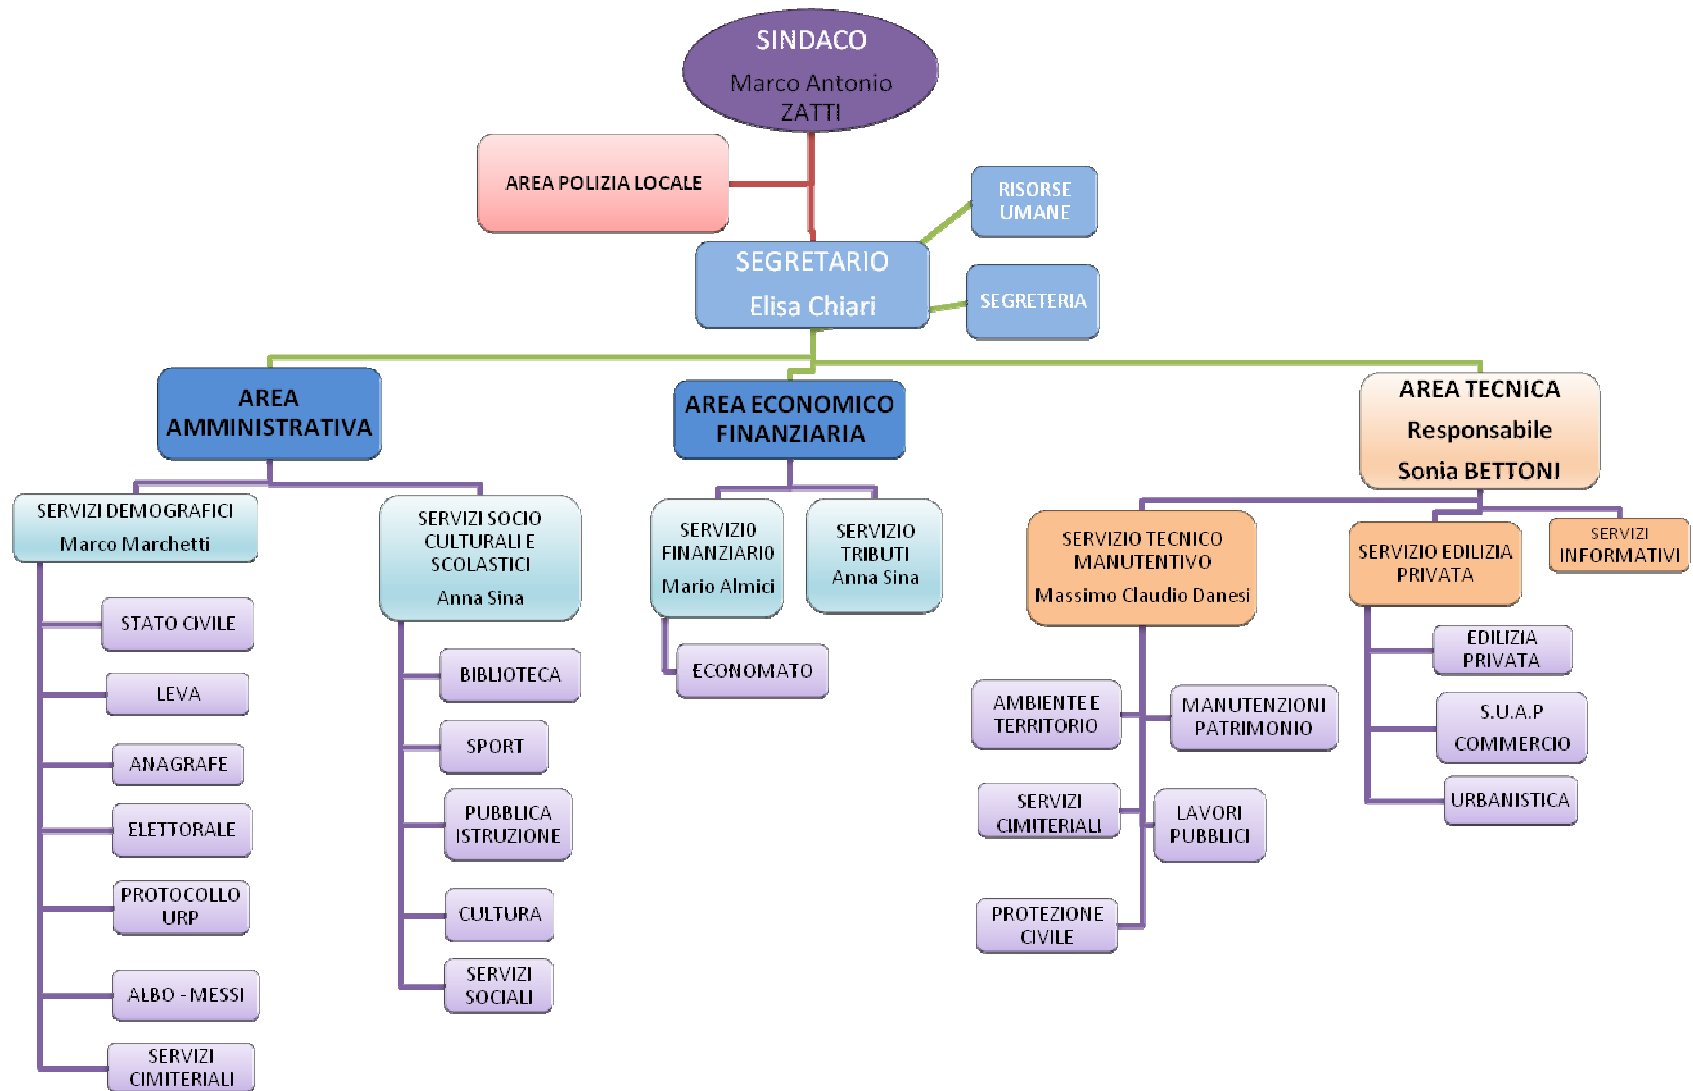 SINDACO
Marco Antonio
ZATTI
AREA POLIZIA LOCALE
RISORSE
UMANE
SEGRETARIO
Elisa Chiari
SEGRETERIA
AREA
AMMINISTRATIVA
AREA ECONOMICO
FINANZIARIA
AREA TECNICA
Responsabile
Sonia BETTONI
SERVIZI DEMOGRAFICI
Marco Marchetti
SERVIZI SOCIO
CULTURALI E
SCOLASTICI
Anna Sina
SERVIZIO
FINANZIARIO
Mario Almici
SERVIZIO
TRIBUTI
Anna Sina
SERVIZIO TECNICO
MANUTENTIVO
Massimo Claudio Danesi
SERVIZIO EDILIZIA
PRIVATA
SERVIZI
INFORMATIVI
STATO CIVILE
LEVA
ANAGRAFE
ELETTORALE
PROTOCOLLO
URP
ALBO - MESSI
SERVIZI
CIMITERIALI
BIBLIOTECA
SPORT
PUBBLICA
ISTRUZIONE
CULTURA
SERVIZI
SOCIALI
ECONOMATO
AMBIENTE E
TERRITORIO
MANUTENZIONI
PATRIMONIO
SERVIZI
CIMITERIALI
LAVORI
PUBBLICI
PROTEZIONE
CIVILE
EDILIZIA
PRIVATA
S.U.A.P
COMMERCIO
URBANISTICA